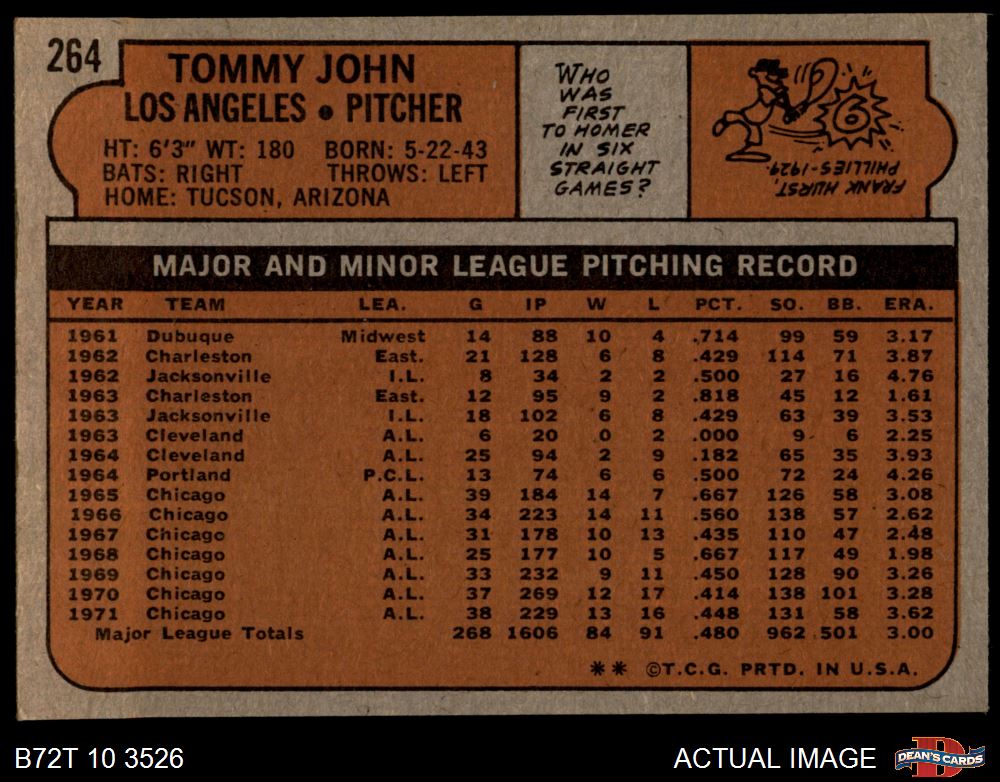 264
TOMMY JOHN
LOS ANGELES • PITCHER
HT: 6'3" WT: 180 BORN: 5-22-43
BATS: RIGHT THROWS: LEFT
HOME: TUCSON, ARIZONA
WHO
WAS
FIRST
TO HOMER
IN SIX
STRAIGHT
GAMES?
6
FRANK HURST,
PHILLIES-1929.
MAJOR AND MINOR LEAGUE PITCHING RECORD
YEAR TEAM LEA. G IP W L PCT. SO. BB. ERA.
1961 Dubuque Midwest 14 88 10 4 .714 99 59 3.17
1962 Charleston East. 21 128 6 8 .429 114 71 3.87
1962 Jacksonville I.L. 8 34 2 2 .500 27 16 4.76
1963 Charleston East. 12 95 9 2 .818 45 12 1.61
1963 Jacksonville I.L. 18 102 6 8 .429 63 39 3.53
1963 Cleveland A.L. 6 20 0 2 .000 9 6 2.25
1964 Cleveland A.L. 25 94 2 9 .182 65 35 3.93
1964 Portland P.C.L. 13 74 6 6 .500 72 24 4.26
1965 Chicago A.L. 39 184 14 7 .667 126 58 3.08
1966 Chicago A.L. 34 223 14 11 .560 138 57 2.62
1967 Chicago A.L. 31 178 10 13 .435 110 47 2.48
1968 Chicago A.L. 25 177 10 5 .667 117 49 1.98
1969 Chicago A.L. 33 232 9 11 .450 128 90 3.26
1970 Chicago A.L. 37 269 12 17 .414 138 101 3.28
1971 Chicago A.L. 38 229 13 16 .448 131 58 3.62
Major League Totals 268 1606 84 91 .480 962 501 3.00
** ©T.C.G. PRTD. IN U.S.A.
B72T 10 3526
ACTUAL IMAGE
D
DEAN'S CARDS